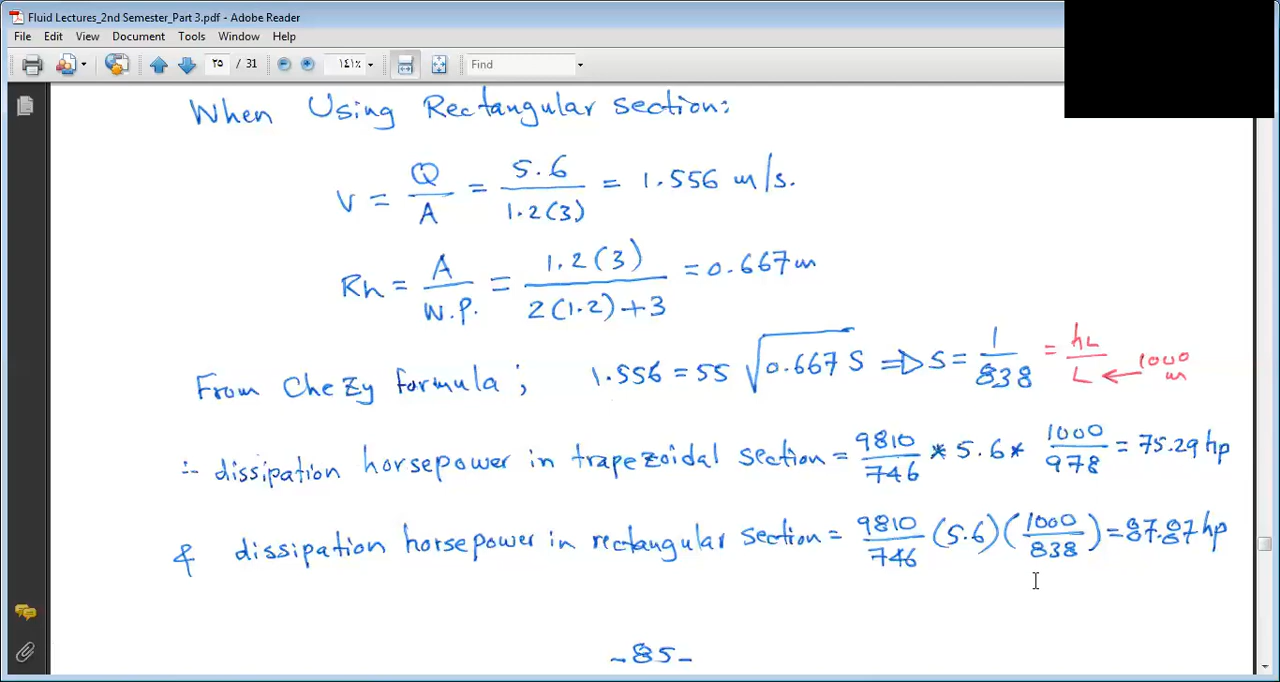 Fluid Lectures_2nd Semester_Part 3.pdf - Adobe Reader
File Edit View Document Tools Window Help
٢٥ / 31 ١٤١% Find
When Using Rectangular section:
V = Q/A = 5.6/1.2(3) = 1.556 m/s.
Rh = A/W.P. = 1.2(3)/2(1.2)+3 = 0.667m
From CheZy formula ; 1.556 = 55 √0.667 S ⇒ S = 1/838 = hL/L ← 1000 m
∴ dissipation horsepower in trapezoidal section = 9810/746 * 5.6 * 1000/978 = 75.29 hp
& dissipation horsepower in rectangular section = 9810/746 (5.6) (1000/838) = 87.87 hp
-85-